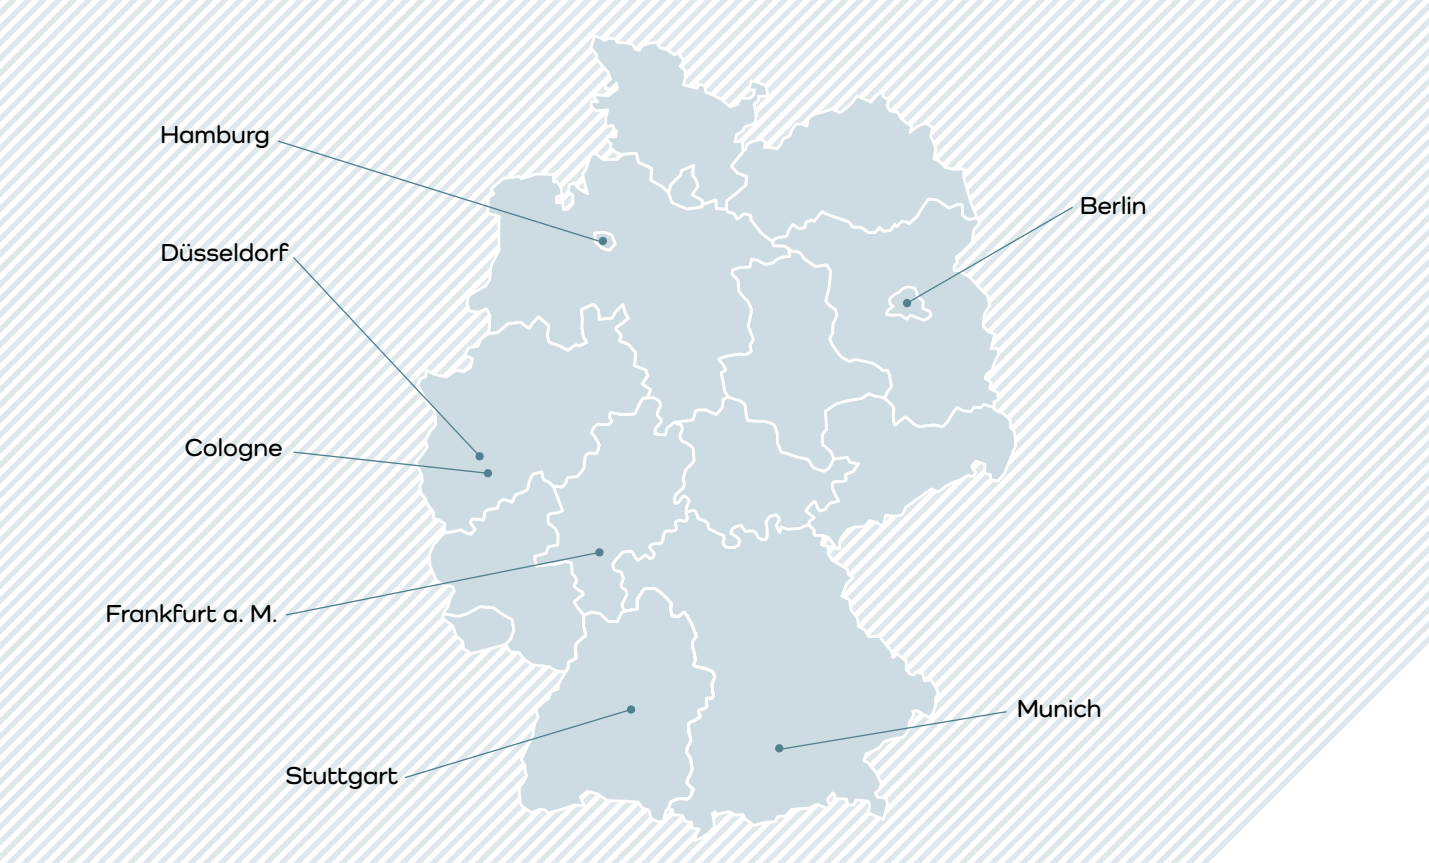 Hamburg
Berlin
Düsseldorf
Cologne
Frankfurt a. M.
Munich
Stuttgart